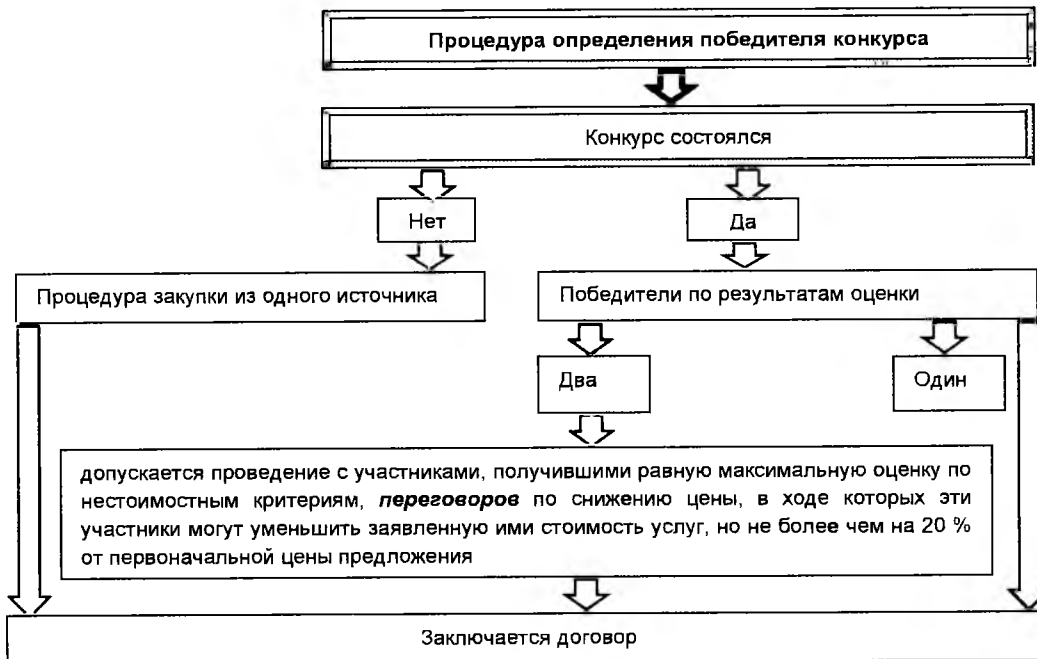 Процедура определения победителя конкурса
Конкурс состоялся
Нет
Да
Процедура закупки из одного источника
Победители по результатам оценки
Два
Один
допускается проведение с участниками, получившими равную максимальную оценку по
нестоимостным критериям, переговоров по снижению цены, в ходе которых эти
участники могут уменьшить заявленную ими стоимость услуг, но не более чем на 20 %
от первоначальной цены предложения
Заключается договор